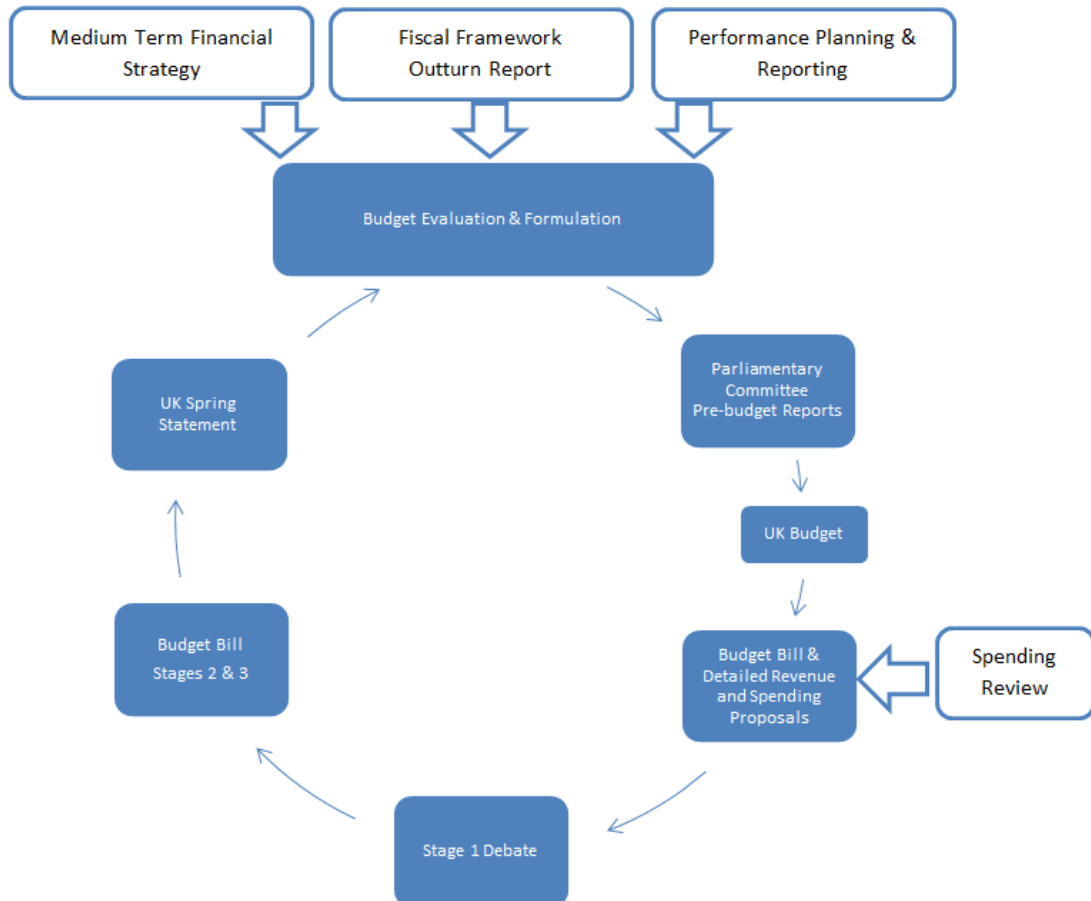 Medium Term Financial
Strategy
Fiscal Framework
Outturn Report
Performance Planning &
Reporting
Budget Evaluation & Formulation
Parliamentary
Committee
Pre-budget Reports
UK Budget
Budget Bill &
Detailed Revenue
and Spending
Proposals
Spending
Review
Stage 1 Debate
Budget Bill
Stages 2 & 3
UK Spring
Statement